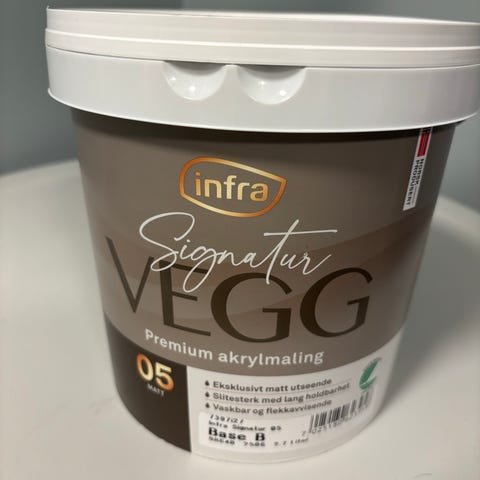 infra
Signatur
VEGG
Premium akrylmaling
05
MATT
Eksklusivt matt utseende
Slitesterk med lang holdbarhet
Vaskbar og flekkavvisende
Infra Signatur 05
Base B